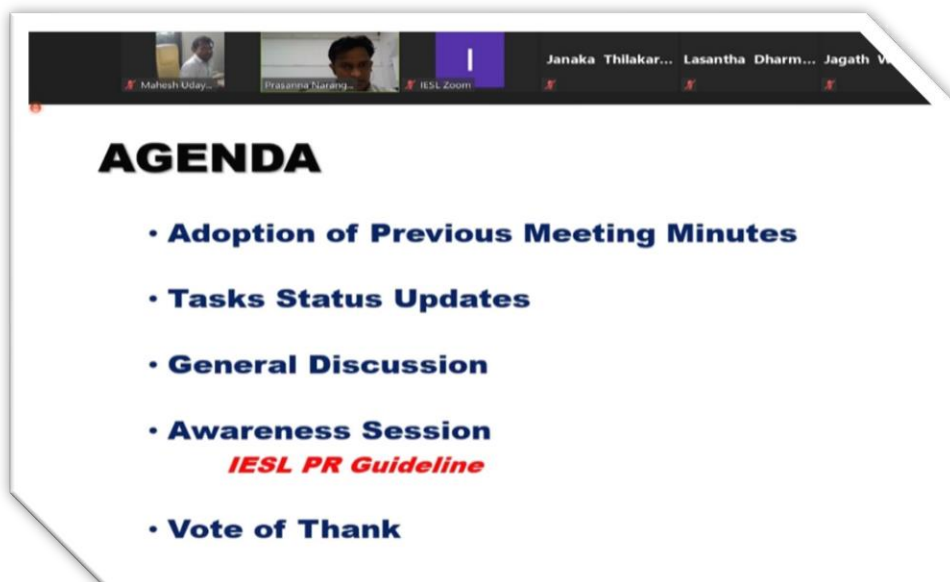 Mahesh Uday...
Prasanna Narang...
I
IESL Zoom
Janaka Thilakar...
Lasantha Dharm...
Jagath
AGENDA
• Adoption of Previous Meeting Minutes
• Tasks Status Updates
• General Discussion
• Awareness Session
IESL PR Guideline
• Vote of Thank